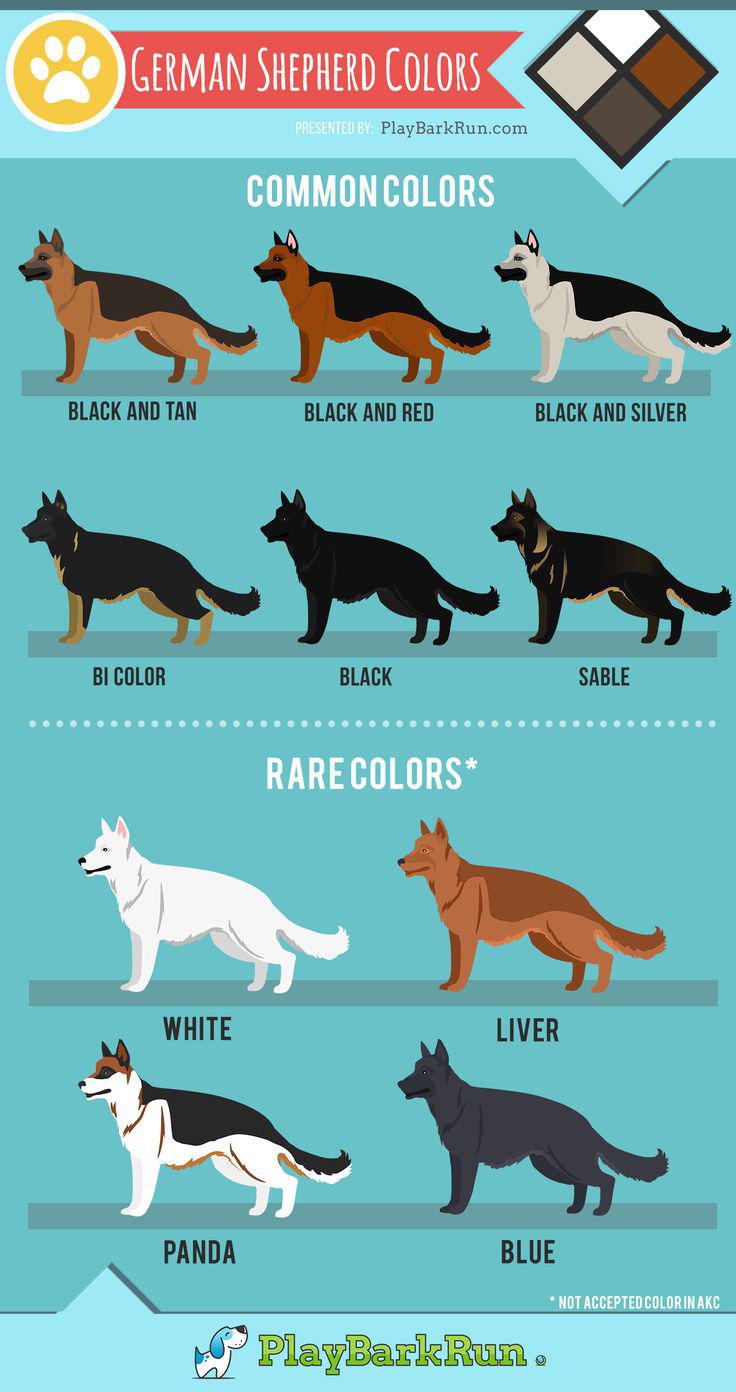 German Shepherd Colors
PRESENTED BY: PlayBarkRun.com
COMMON COLORS
BLACK AND TAN
BLACK AND RED
BLACK AND SILVER
BI COLOR
BLACK
SABLE
RARE COLORS*
WHITE
LIVER
PANDA
BLUE
* NOT ACCEPTED COLOR IN AKC
PlayBarkRun